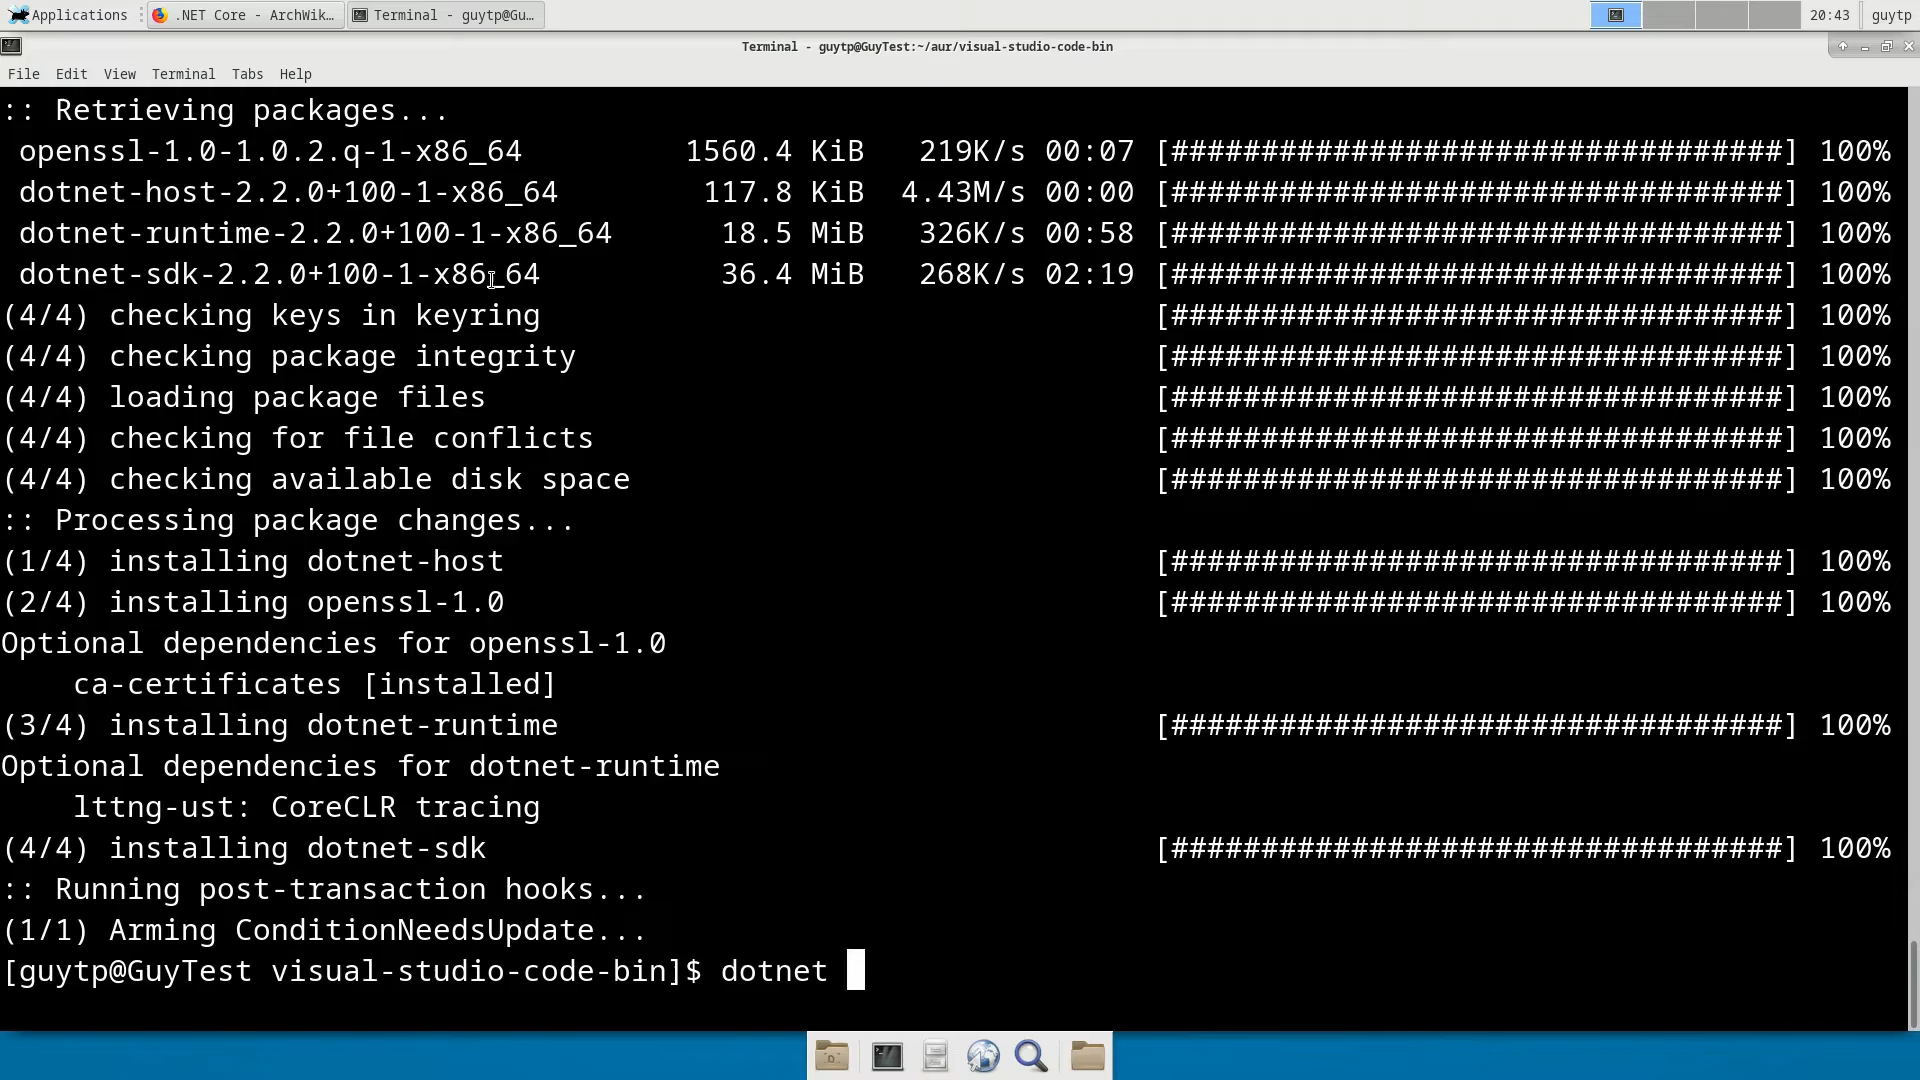 Applications
.NET Core - ArchWik...
Terminal - guytp@Gu...
20:43
guytp
Terminal - guytp@GuyTest:~/aur/visual-studio-code-bin
File Edit View Terminal Tabs Help
:: Retrieving packages...
openssl-1.0-1.0.2.q-1-x86_64 1560.4 KiB 219K/s 00:07 [##################################] 100%
dotnet-host-2.2.0+100-1-x86_64 117.8 KiB 4.43M/s 00:00 [##################################] 100%
dotnet-runtime-2.2.0+100-1-x86_64 18.5 MiB 326K/s 00:58 [##################################] 100%
dotnet-sdk-2.2.0+100-1-x86_64 36.4 MiB 268K/s 02:19 [##################################] 100%
(4/4) checking keys in keyring [##################################] 100%
(4/4) checking package integrity [##################################] 100%
(4/4) loading package files [##################################] 100%
(4/4) checking for file conflicts [##################################] 100%
(4/4) checking available disk space [##################################] 100%
:: Processing package changes...
(1/4) installing dotnet-host [##################################] 100%
(2/4) installing openssl-1.0 [##################################] 100%
Optional dependencies for openssl-1.0
ca-certificates [installed]
(3/4) installing dotnet-runtime [##################################] 100%
Optional dependencies for dotnet-runtime
lttng-ust: CoreCLR tracing
(4/4) installing dotnet-sdk [##################################] 100%
:: Running post-transaction hooks...
(1/1) Arming ConditionNeedsUpdate...
[guytp@GuyTest visual-studio-code-bin]$ dotnet